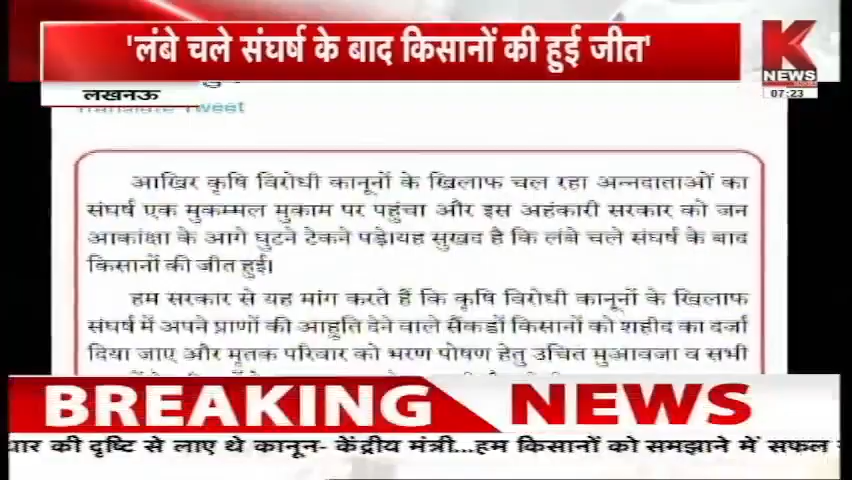 'लंबे चले संघर्ष के बाद किसानों की हुई जीत'
K
NEWS
07:23
लखनऊ
Translate Tweet
आखिर कृषि विरोधी कानूनों के खिलाफ चल रहा अन्नदाताओं का
संघर्ष एक मुकम्मल मुकाम पर पहुंचा और इस अहंकारी सरकार को जन
आकांक्षा के आगे घुटने टेकने पड़े।यह सुखद है कि लंबे चले संघर्ष के बाद
किसानों की जीत हुई।
हम सरकार से यह मांग करते हैं कि कृषि विरोधी कानूनों के खिलाफ
संघर्ष में अपने प्राणों की आहुति देने वाले सैंकडों किसानों को शहीद का दर्जा
दिया जाए और मृतक परिवार को भरण पोषण हेतु उचित मुआवजा व सभी
BREAKING NEWS
की दृष्टि से लाए थे कानून- केंद्रीय मंत्री...हम किसानों को समझाने में सफल